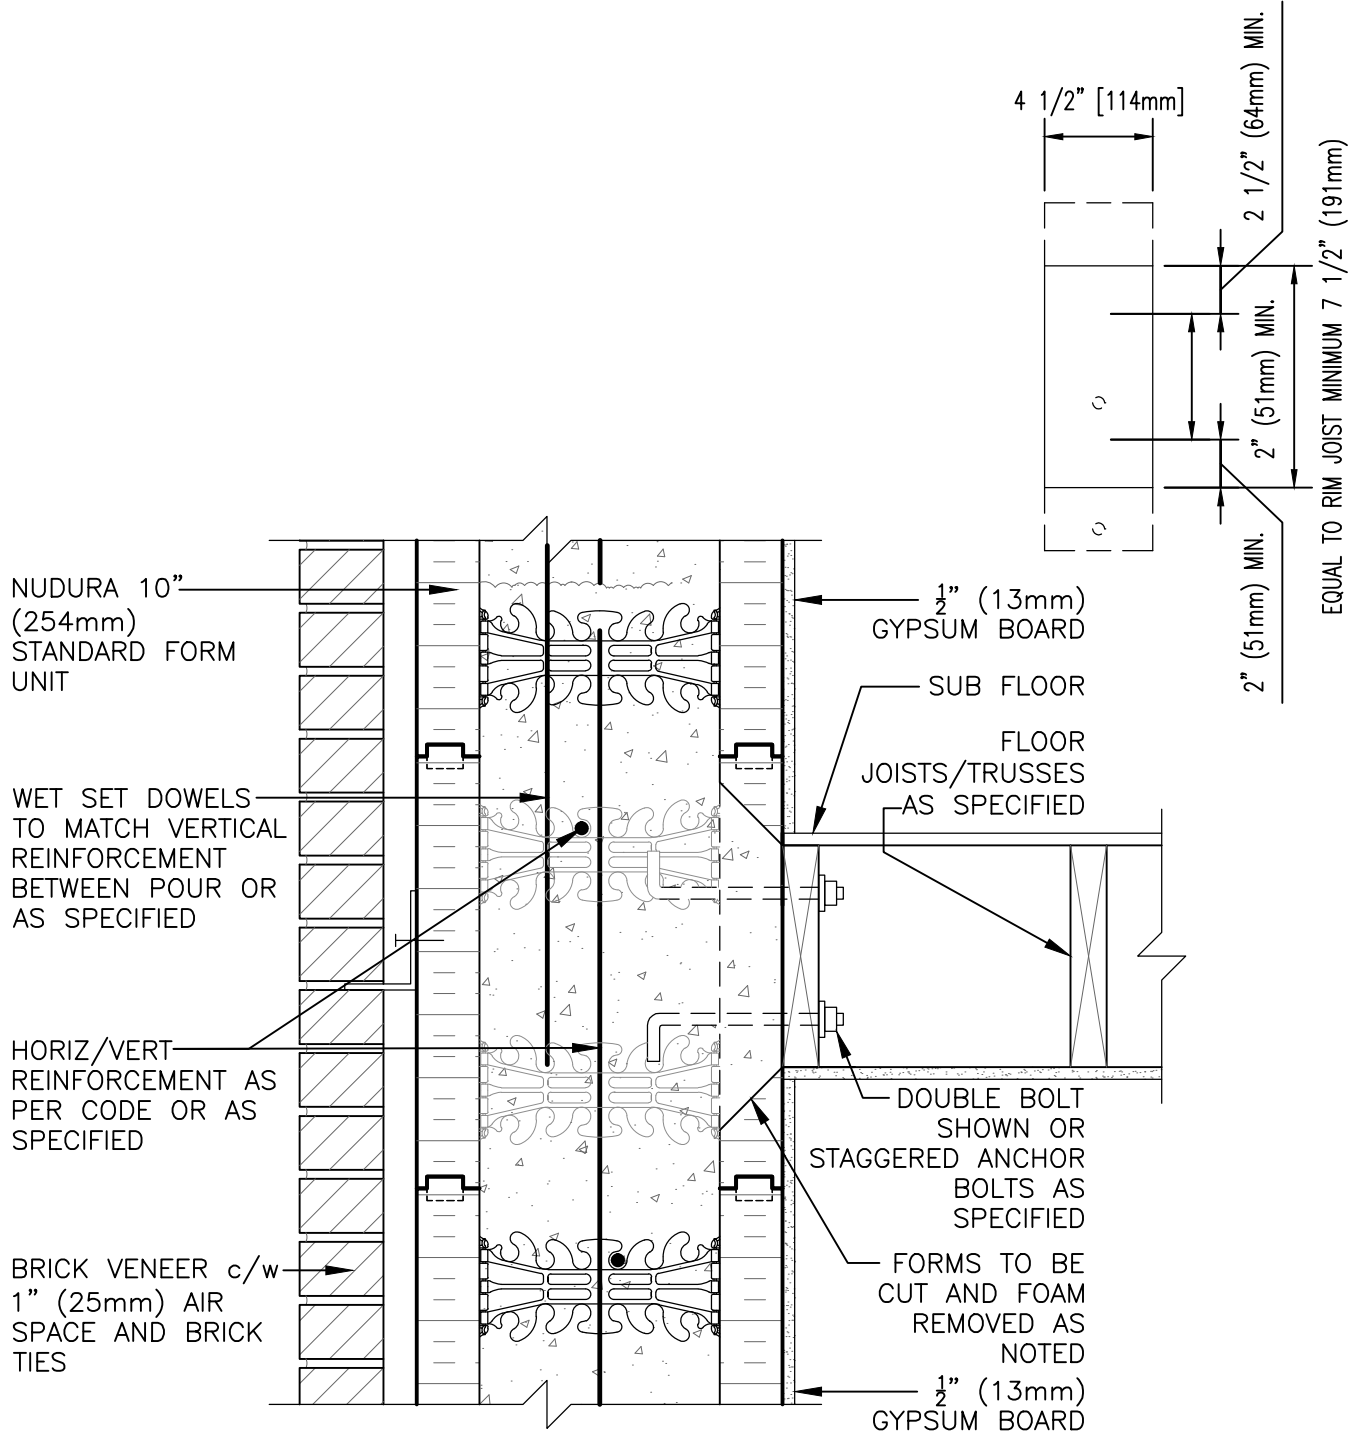 4 1/2” [114mm]
2 1/2” (64mm) MIN.
2” (51mm) MIN.
EQUAL TO RIM JOIST MINIMUM 7 1/2” (191mm)
2” (51mm) MIN.
NUDURA 10”
(254mm)
STANDARD FORM
UNIT
WET SET DOWELS
TO MATCH VERTICAL
REINFORCEMENT
BETWEEN POUR OR
AS SPECIFIED
HORIZ/VERT
REINFORCEMENT AS
PER CODE OR AS
SPECIFIED
BRICK VENEER c/w
1” (25mm) AIR
SPACE AND BRICK
TIES
1/2” (13mm)
GYPSUM BOARD
SUB FLOOR
FLOOR
JOISTS/TRUSSES
AS SPECIFIED
DOUBLE BOLT
SHOWN OR
STAGGERED ANCHOR
BOLTS AS
SPECIFIED
FORMS TO BE
CUT AND FOAM
REMOVED AS
NOTED
1/2” (13mm)
GYPSUM BOARD